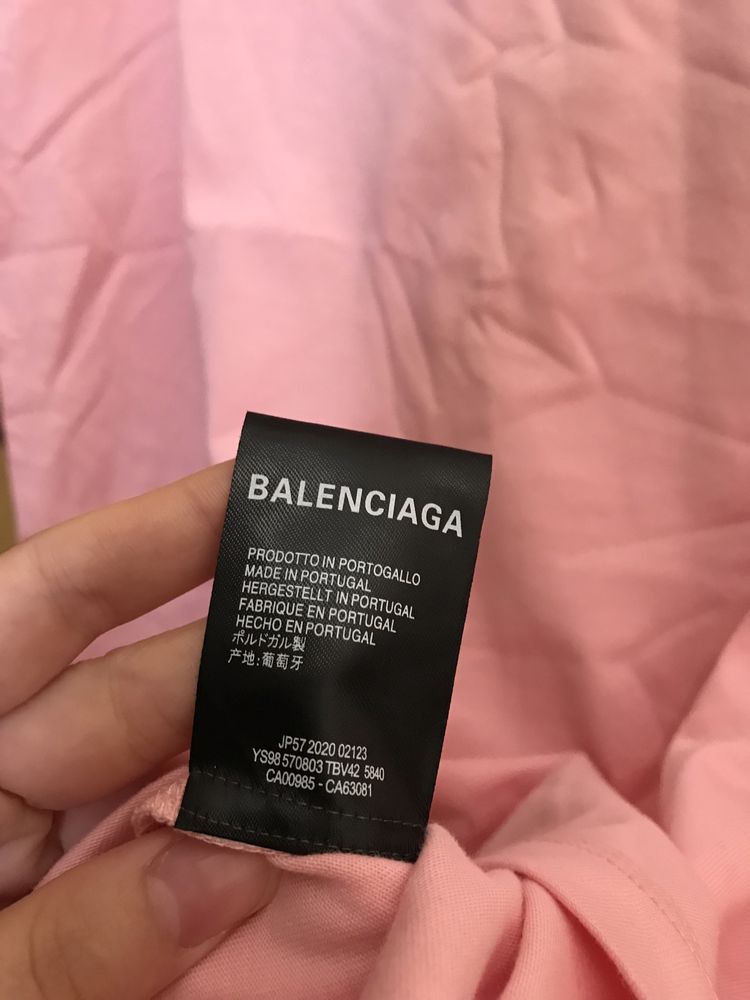 BALENCIAGA
PRODOTTO IN PORTOGALLO
MADE IN PORTUGAL
HERGESTELLT IN PORTUGAL
FABRIQUE EN PORTUGAL
HECHO EN PORTUGAL
ポルドガル製
产地:葡萄牙
JP57 2020 02123
YS98 570803 TBV42 5840
CA00985 - CA63081